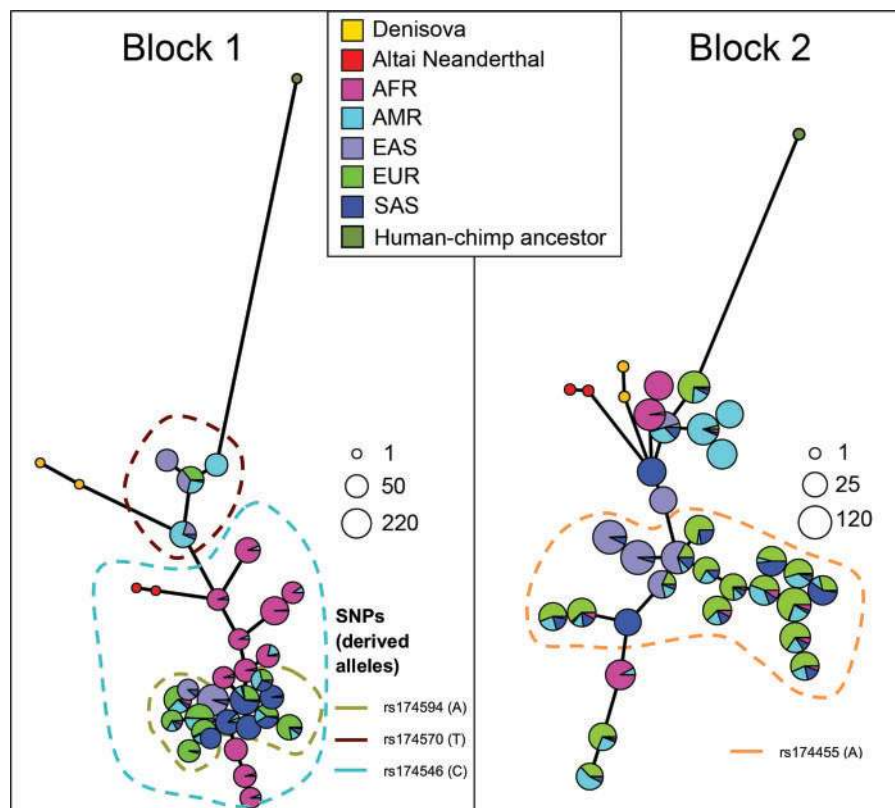 Block 1
Block 2
Denisova
Altai Neanderthal
AFR
AMR
EAS
EUR
SAS
Human-chimp ancestor
1
50
220
1
25
120
SNPs
(derived
alleles)
rs174594 (A)
rs174570 (T)
rs174546 (C)
rs174455 (A)